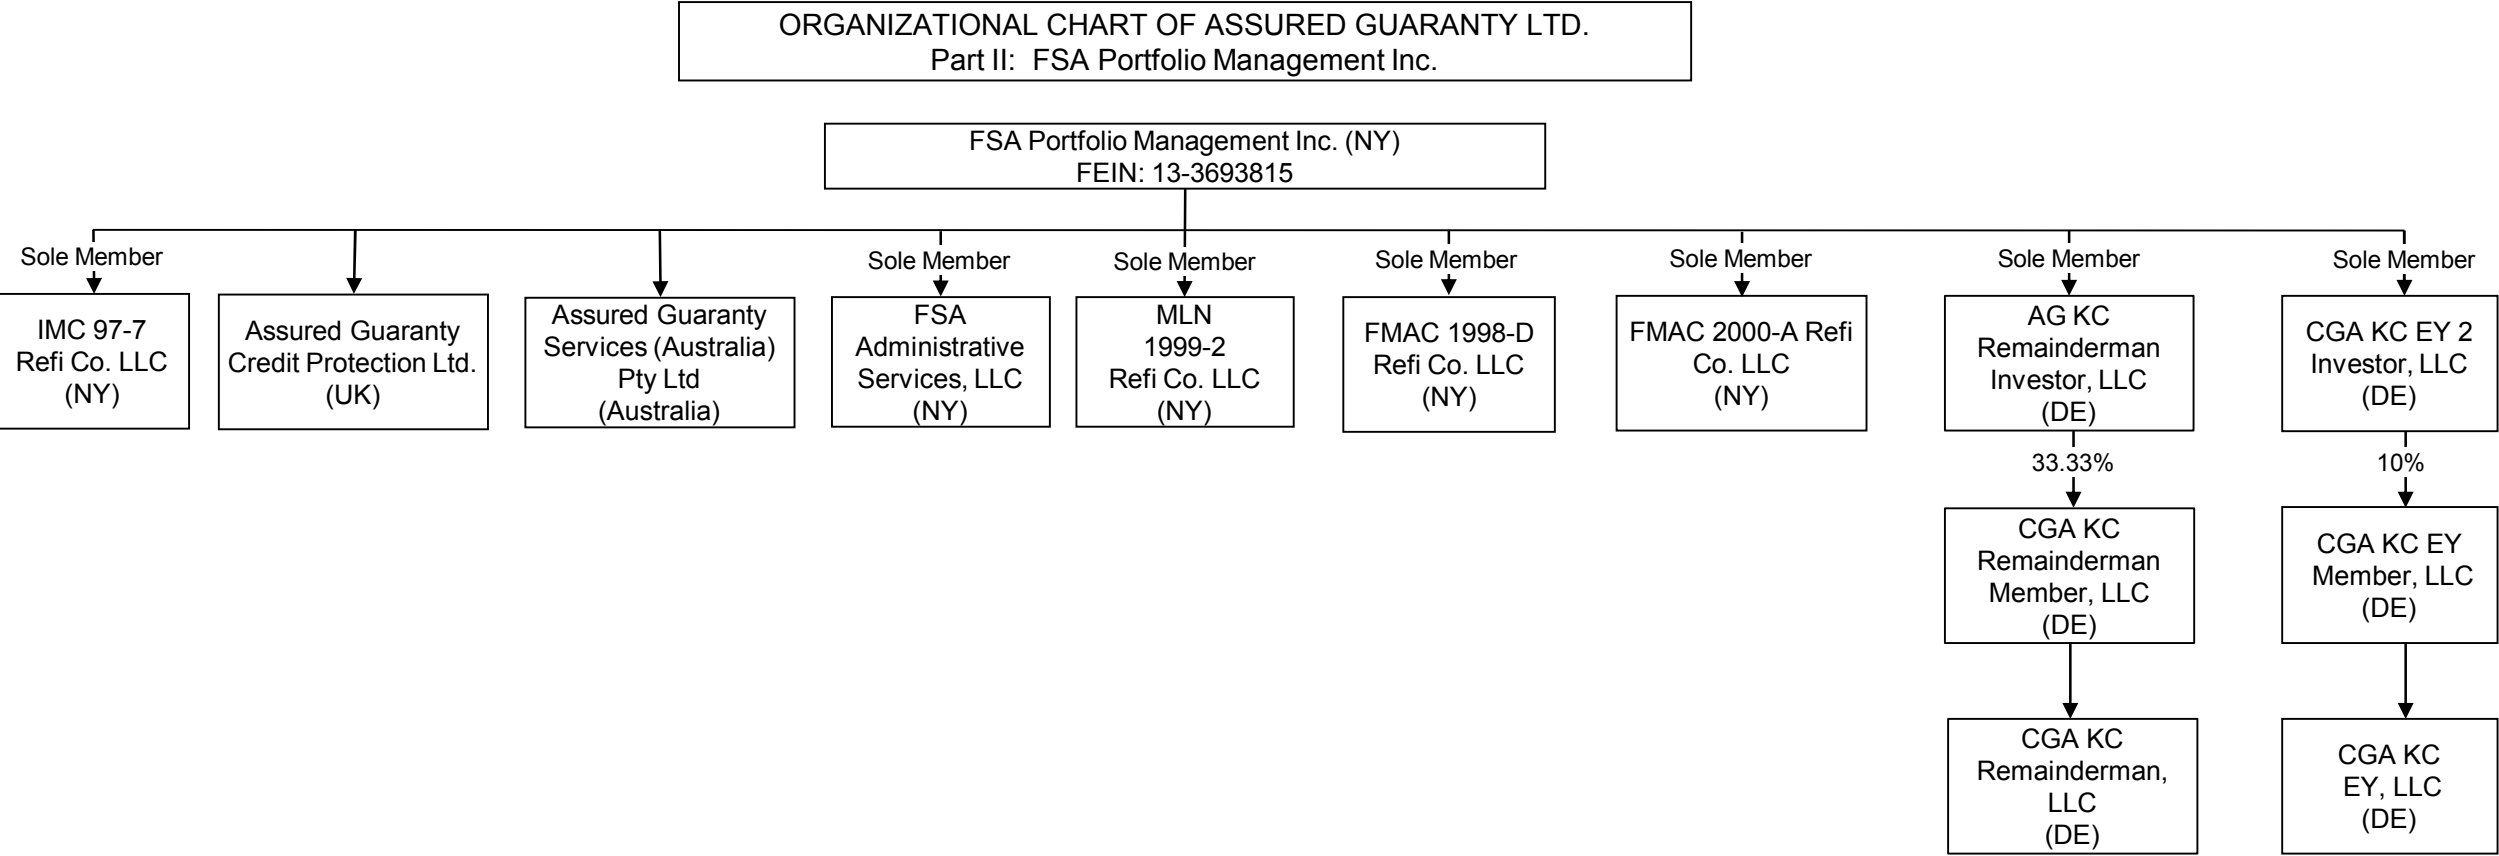 ORGANIZATIONAL CHART OF ASSURED GUARANTY LTD.
Part II: FSA Portfolio Management Inc.
FSA Portfolio Management Inc. (NY)
FEIN: 13-3693815
Sole Member
IMC 97-7
Refi Co. LLC
(NY)
Assured Guaranty
Credit Protection Ltd.
(UK)
Assured Guaranty
Services (Australia)
Pty Ltd
(Australia)
Sole Member
FSA
Administrative
Services, LLC
(NY)
Sole Member
MLN
1999-2
Refi Co. LLC
(NY)
Sole Member
FMAC 1998-D
Refi Co. LLC
(NY)
Sole Member
FMAC 2000-A Refi
Co. LLC
(NY)
Sole Member
AG KC
Remainderman
Investor, LLC
(DE)
33.33%
CGA KC
Remainderman
Member, LLC
(DE)
CGA KC
Remainderman,
LLC
(DE)
Sole Member
CGA KC EY 2
Investor, LLC
(DE)
10%
CGA KC EY
Member, LLC
(DE)
CGA KC
EY, LLC
(DE)